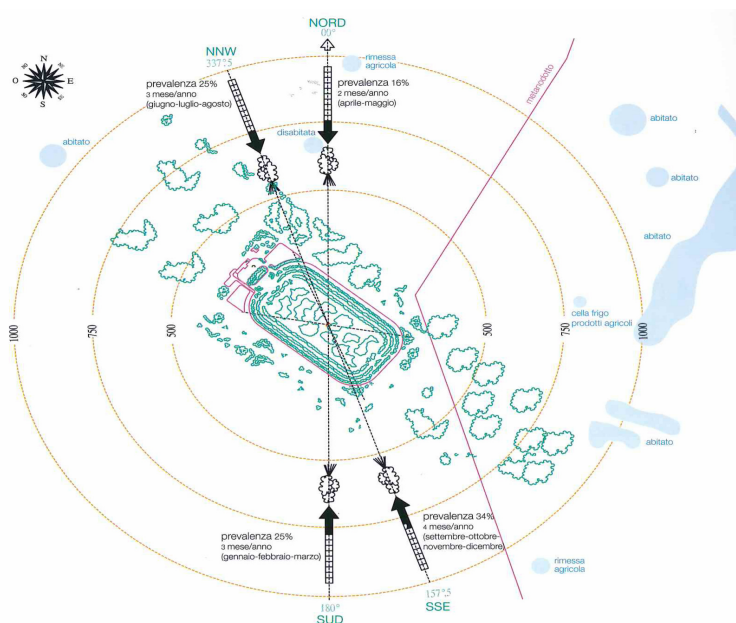 NORD
00°
NNW
337°.5
N
O
E
S
rimessa
agricola
prevalenza 25%
3 mese/anno
(giugno-luglio-agosto)
prevalenza 16%
2 mese/anno
(aprile-maggio)
metanodotto
abitato
disabitata
abitato
abitato
abitato
cella frigo
prodotti agricoli
1000
750
500
500
750
1000
abitato
prevalenza 25%
3 mese/anno
(gennaio-febbraio-marzo)
prevalenza 34%
4 mese/anno
(settembre-ottobre-
novembre-dicembre)
rimessa
agricola
157°.5
SSE
180°
SUD